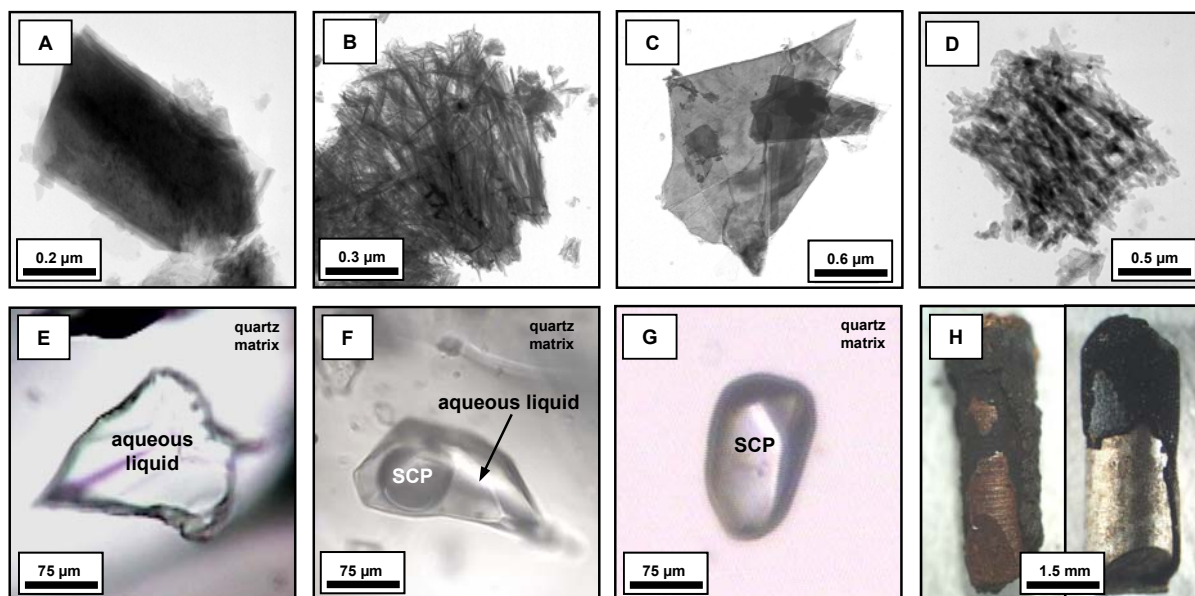 A
B
C
D
0.2 µm
0.3 µm
0.6 µm
0.5 µm
E
quartz
matrix
aqueous
liquid
75 µm
F
quartz
matrix
aqueous liquid
SCP
75 µm
G
quartz
matrix
SCP
75 µm
H
1.5 mm